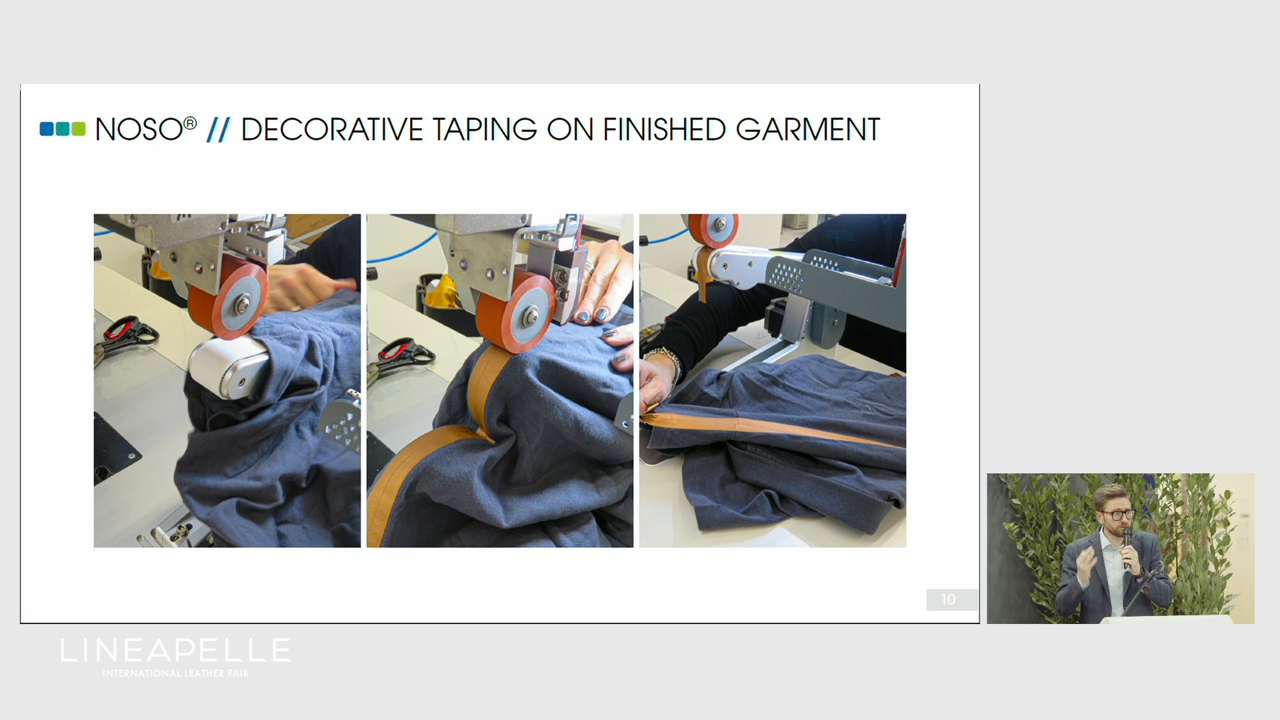 NOSO® // DECORATIVE TAPING ON FINISHED GARMENT
10
LINEAPELLE
INTERNATIONAL LEATHER FAIR